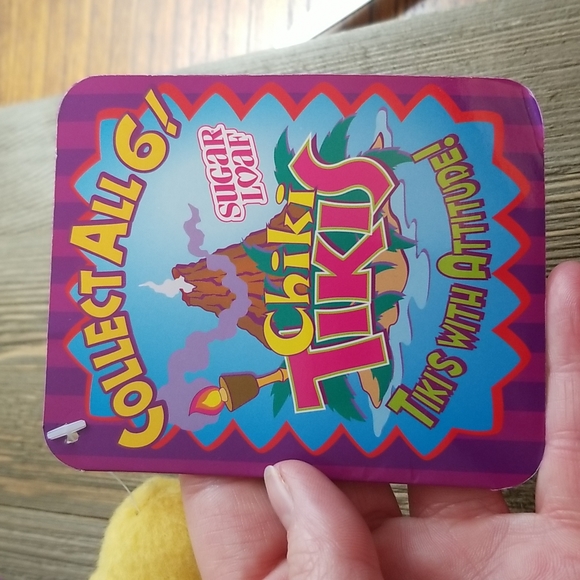 COLLECT ALL 6!
SUGAR
LOAF
Chiki
TIKIS
TIKI'S WITH ATTITUDE!